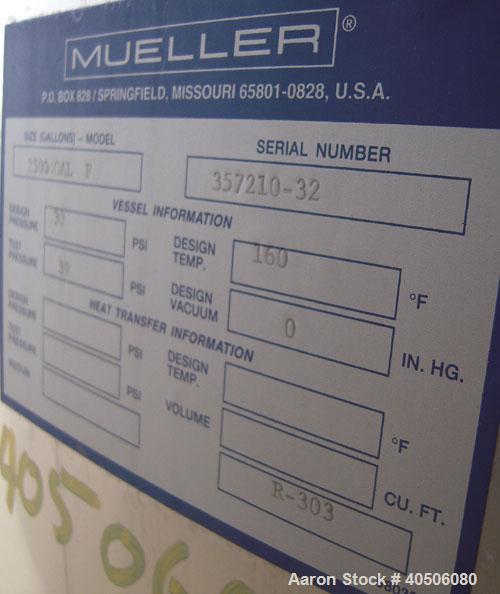 MUELLER ®
P.O. BOX 828 / SPRINGFIELD, MISSOURI 65801-0828, U.S.A.
SIZE (GALLONS) - MODEL
SERIAL NUMBER
GAL F
357210-32
VESSEL INFORMATION
DESIGN PRESSURE
PSI
DESIGN TEMP.
160
°F
TEST PRESSURE
PSI
DESIGN VACUUM
0
IN. HG.
HEAT TRANSFER INFORMATION
DESIGN PRESSURE
PSI
DESIGN TEMP.
°F
TEST PRESSURE
PSI
VOLUME
CU. FT.
MEDIUM
R-303
Aaron Stock # 40506080